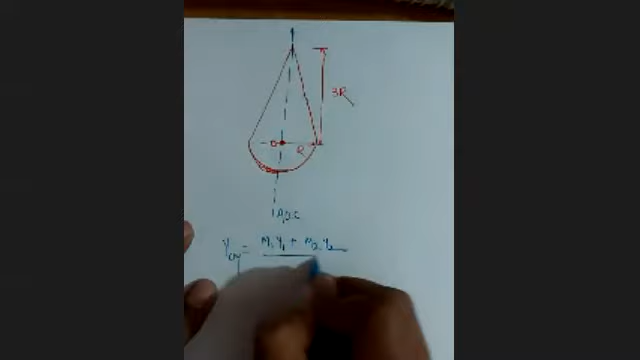 3R
O
R
Y_CM = M₁Y₁ + M₂Y₂